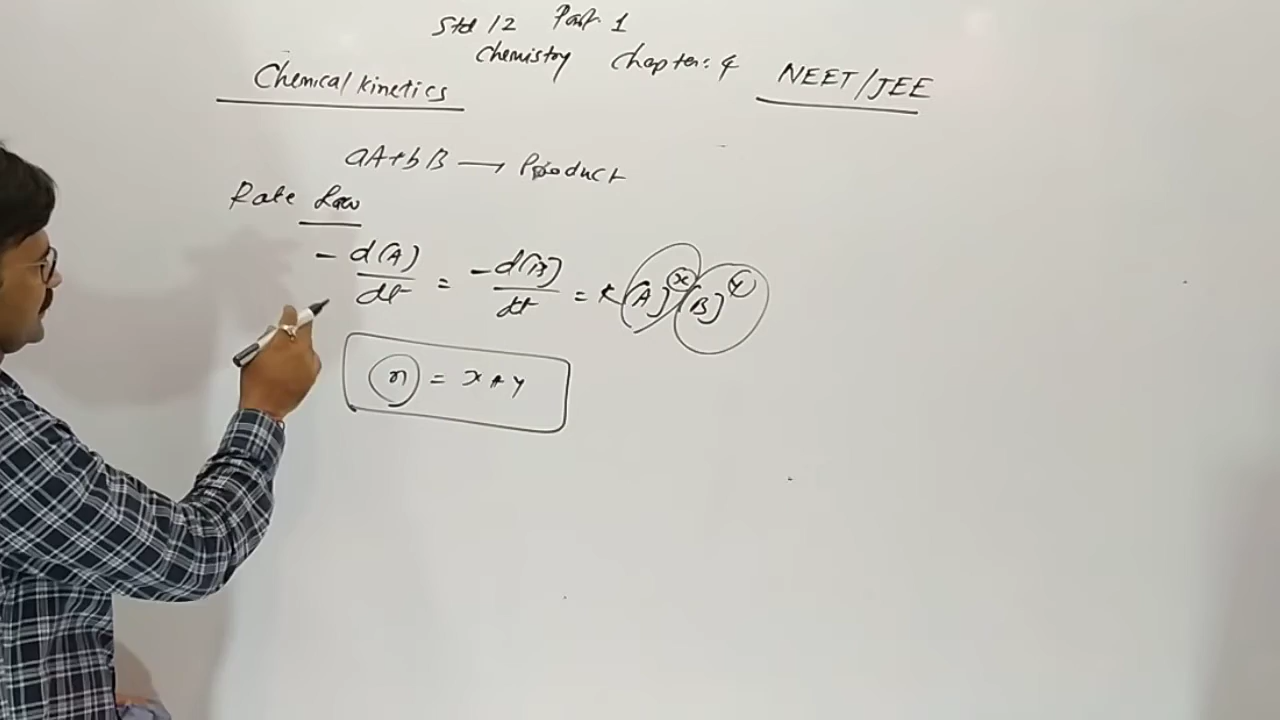 Std 12 Part 1
Chemistry Chapter: 4
NEET/JEE
Chemical kinetics
aA+bB → Product
Rate Law
- d[A]/dt = -d[B]/dt = K[A]^x [B]^y
n = x+y